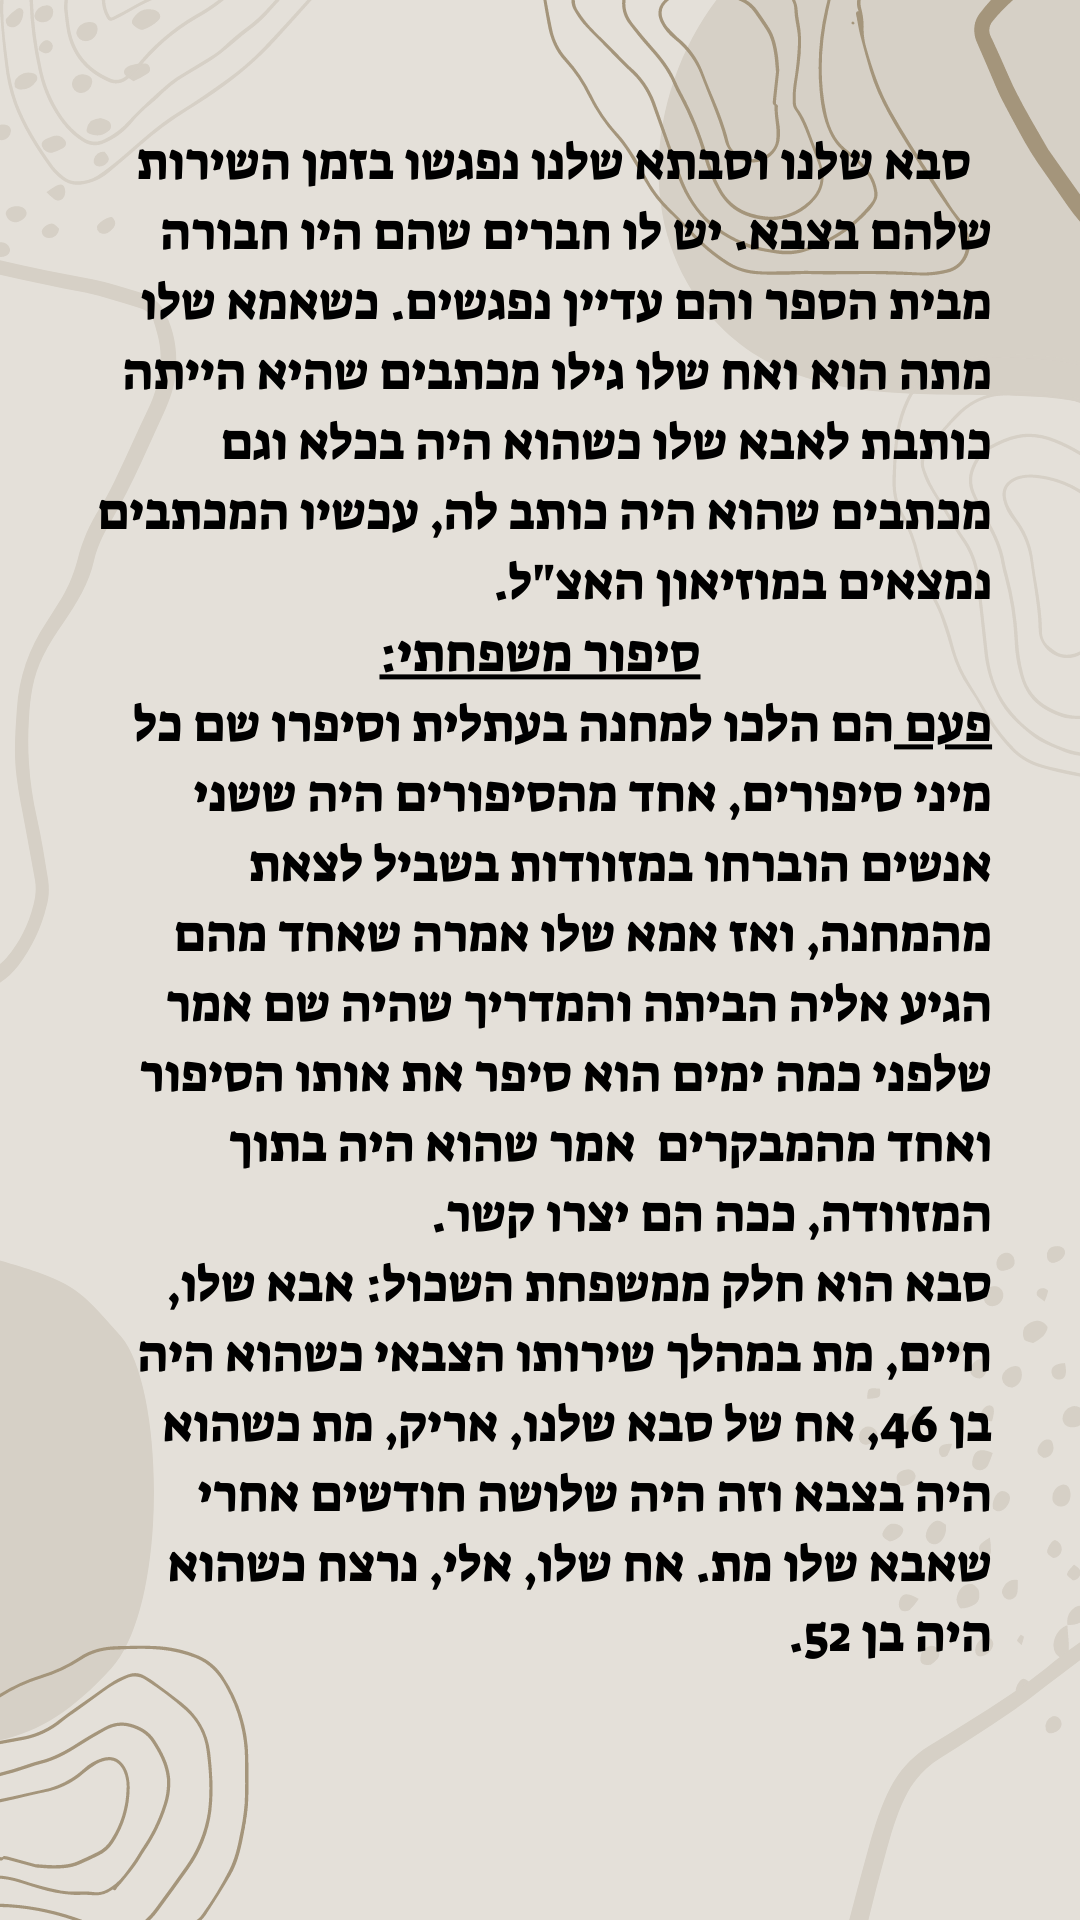 סבא שלנו וסבתא שלנו נפגשו בזמן השירות
שלהם בצבא. יש לו חברים שהם היו חבורה
מבית הספר והם עדיין נפגשים. כשאמא שלו
מתה הוא ואח שלו גילו מכתבים שהיא הייתה
כותבת לאבא שלו כשהוא היה בכלא וגם
מכתבים שהוא היה כותב לה, עכשיו המכתבים
נמצאים במוזיאון האצ"ל.
סיפור משפחתי:
פעם הם הלכו למחנה בעתלית וסיפרו שם כל
מיני סיפורים, אחד מהסיפורים היה ששני
אנשים הוברחו במזוודות בשביל לצאת
מהמחנה, ואז אמא שלו אמרה שאחד מהם
הגיע אליה הביתה והמדריך שהיה שם אמר
שלפני כמה ימים הוא סיפר את אותו הסיפור
ואחד מהמבקרים  אמר שהוא היה בתוך
המזוודה, ככה הם יצרו קשר.
סבא הוא חלק ממשפחת השכול: אבא שלו,
חיים, מת במהלך שירותו הצבאי כשהוא היה
בן 46, אח של סבא שלנו, אריק, מת כשהוא
היה בצבא וזה היה שלושה חודשים אחרי
שאבא שלו מת. אח שלו, אלי, נרצח כשהוא
היה בן 52.